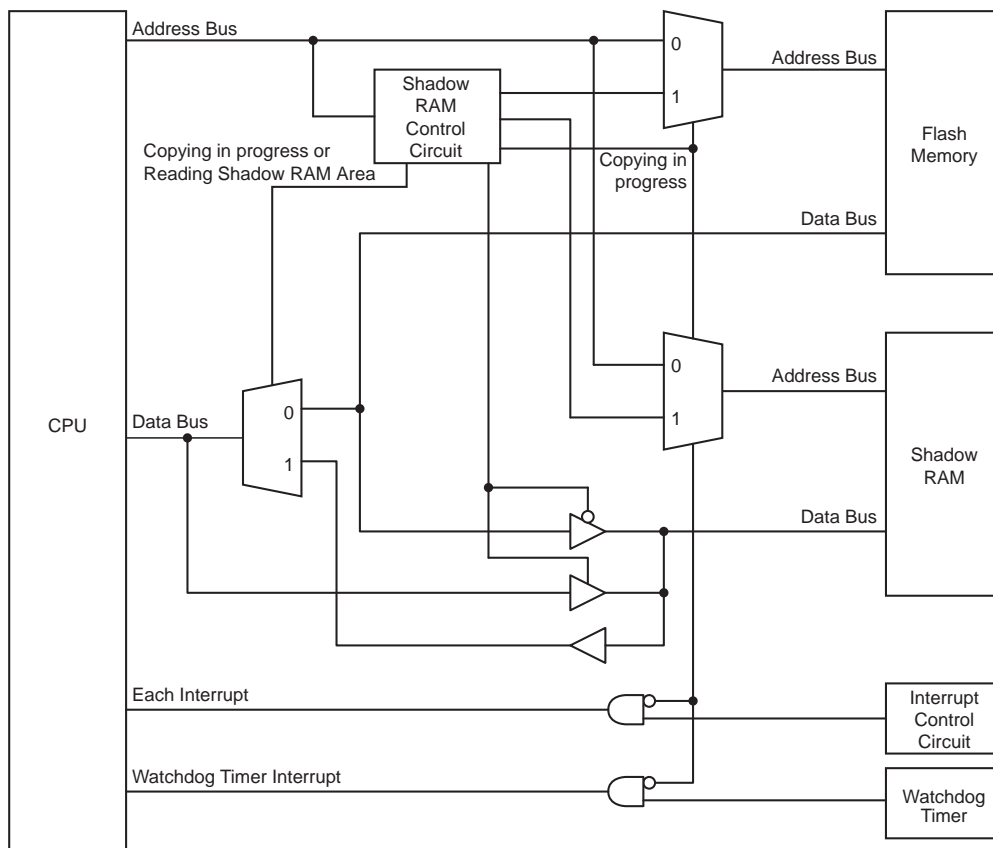 Address Bus
0
1
Address Bus
Flash
Memory
Shadow
RAM
Control
Circuit
Copying in progress or
Reading Shadow RAM Area
Copying in
progress
Data Bus
CPU
Data Bus
0
1
0
1
Address Bus
Shadow
RAM
Data Bus
Each Interrupt
Interrupt
Control
Circuit
Watchdog Timer Interrupt
Watchdog
Timer